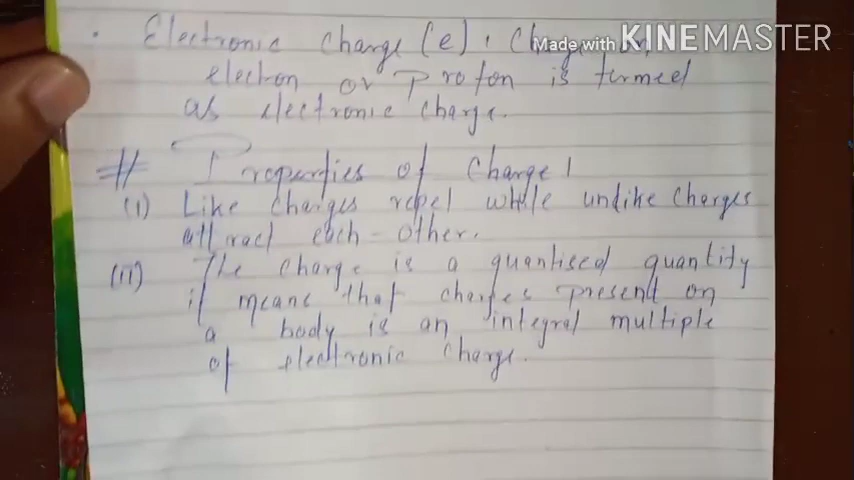 Made with KINEMASTER
• Electronic charge (e) : Charge on
electron or Proton is termed
as electronic charge.
# Properties of Charge!
(I) Like charges repel while unlike charges
attract each-other.
(II) The charge is a quantised quantity
it means that charges present on
a body is an integral multiple
of electronic charge.